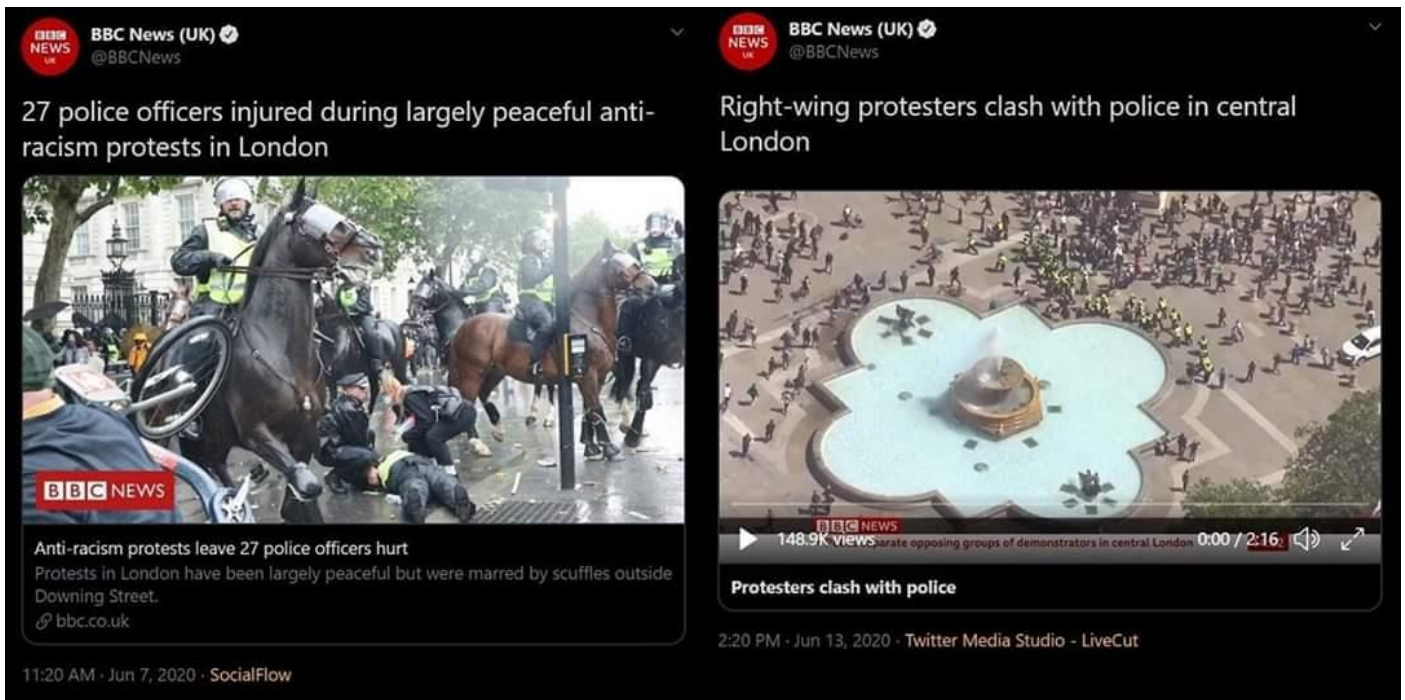 BBC NEWS UK
BBC News (UK)
@BBCNews
27 police officers injured during largely peaceful anti-
racism protests in London
BBC NEWS
Anti-racism protests leave 27 police officers hurt
Protests in London have been largely peaceful but were marred by scuffles outside
Downing Street.
bbc.co.uk
11:20 AM · Jun 7, 2020 · SocialFlow
BBC NEWS UK
BBC News (UK)
@BBCNews
Right-wing protesters clash with police in central
London
BBC NEWS
148.9K views
parate opposing groups of demonstrators in central London
0:00 / 2:16
Protesters clash with police
2:20 PM · Jun 13, 2020 · Twitter Media Studio - LiveCut